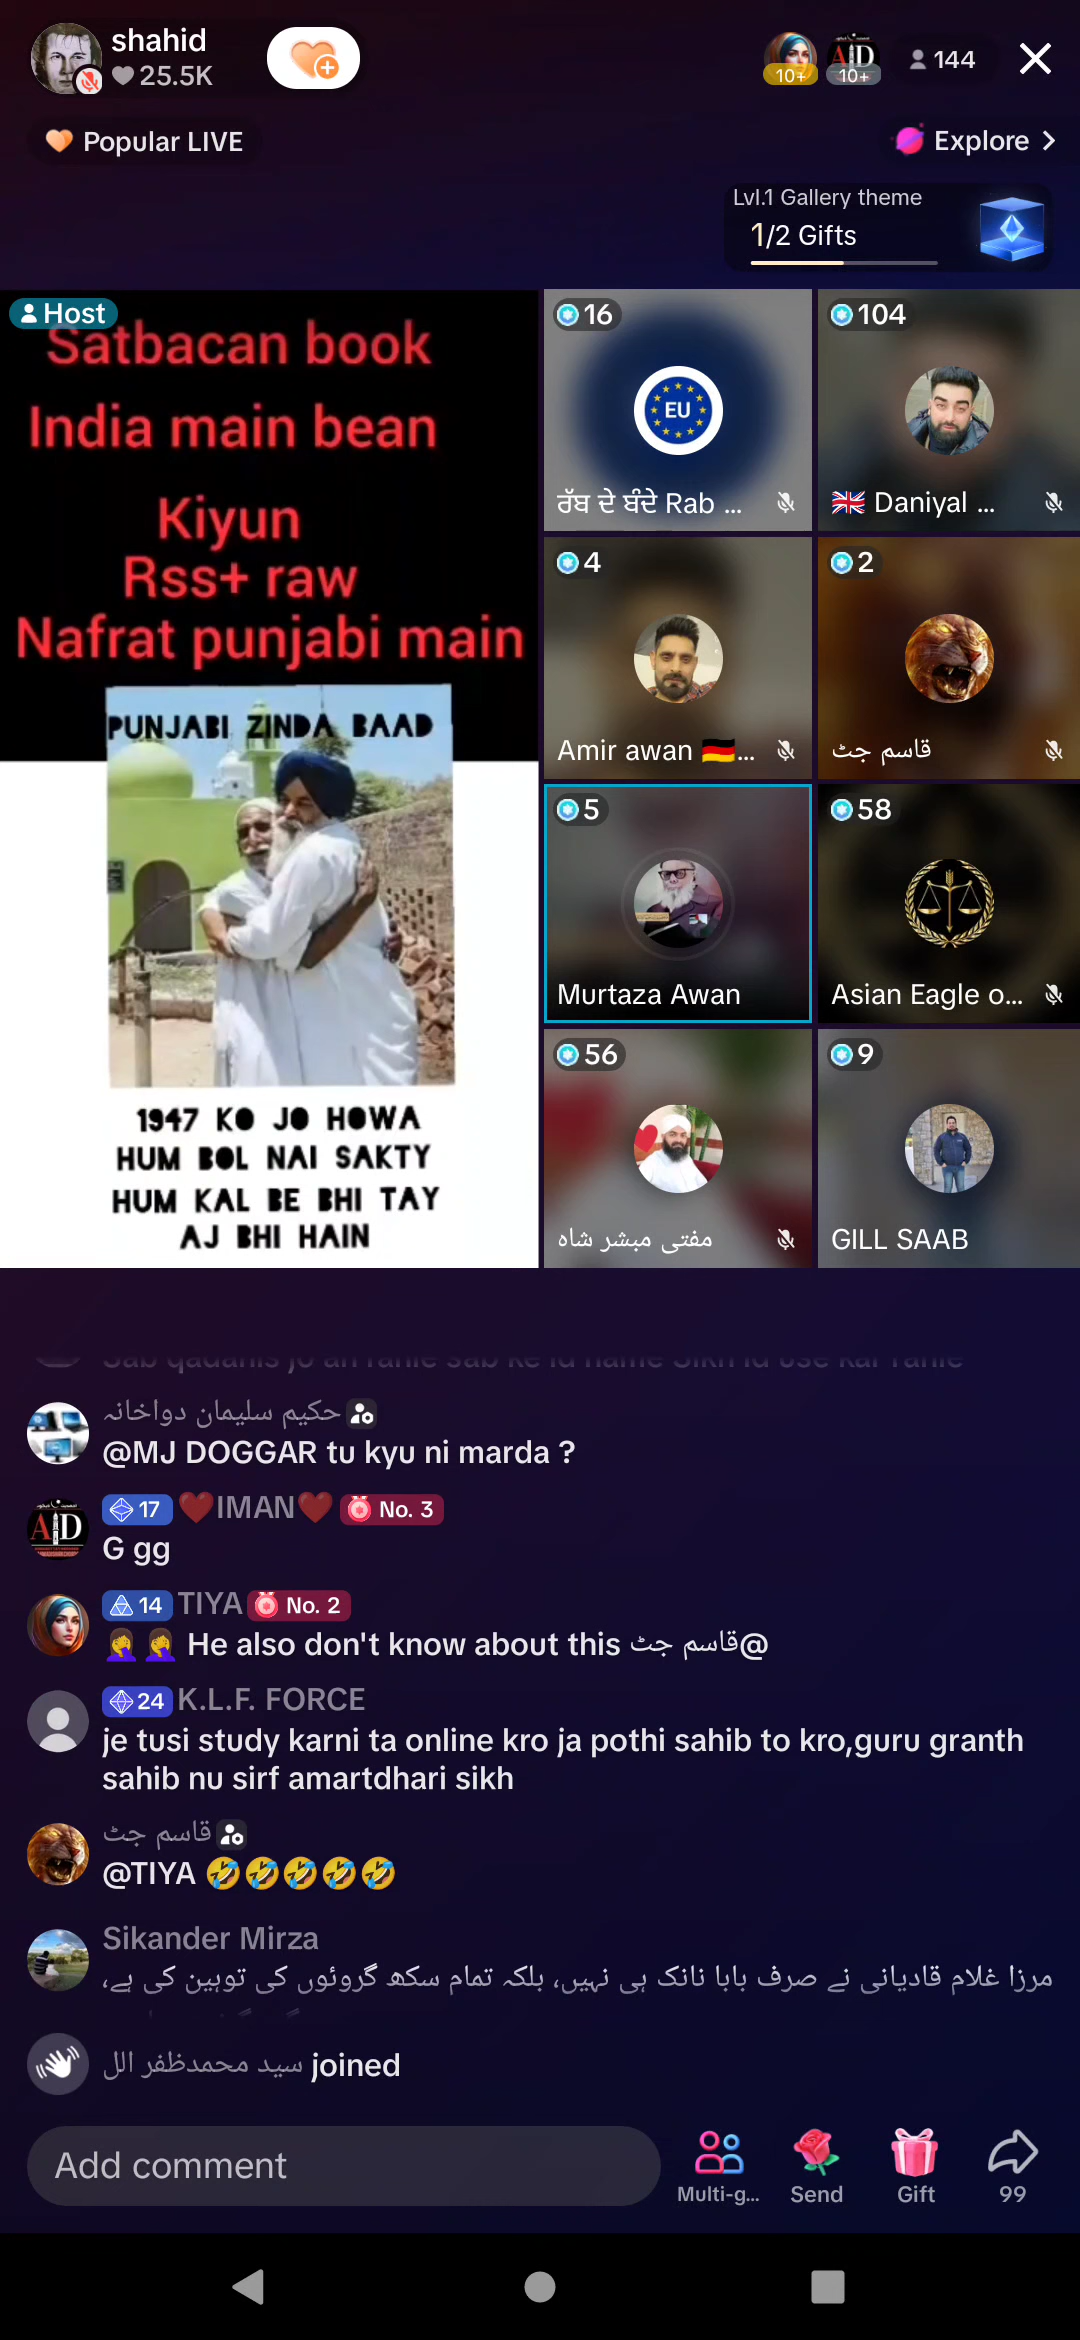 shahid
25.5K
10+
10+
144
Popular LIVE
Explore
Lvl.1 Gallery theme
1/2 Gifts
Host
Satbacan book
India main bean
Kiyun
Rss+ raw
Nafrat punjabi main
PUNJABI ZINDA BAAD
1947 KO JO HOWA
HUM BOL NAI SAKTY
HUM KAL BE BHI TAY
AJ BHI HAIN
16
EU
ਰੱਬ ਦੇ ਬੰਦੇ Rab ...
104
🇬🇧 Daniyal ...
4
Amir awan 🇩🇪...
2
قاسم جٹ
5
Murtaza Awan
58
Asian Eagle o...
56
مفتی مبشر شاہ
9
GILL SAAB
حکیم سلیمان دواخانہ
@MJ DOGGAR tu kyu ni marda ?
17 ❤️IMAN❤️ No. 3
G gg
14 TIYA No. 2
🤦‍♀️🤦‍♀️ He also don't know about this قاسم جٹ@
24 K.L.F. FORCE
je tusi study karni ta online kro ja pothi sahib to kro,guru granth
sahib nu sirf amartdhari sikh
قاسم جٹ
@TIYA 🤣🤣🤣🤣🤣
Sikander Mirza
مرزا غلام قادیانی نے صرف بابا نانک ہی نہیں، بلکہ تمام سکھ گروئوں کی توہین کی ہے،
سید محمدظفر الل joined
Add comment
Multi-g...
Send
Gift
99